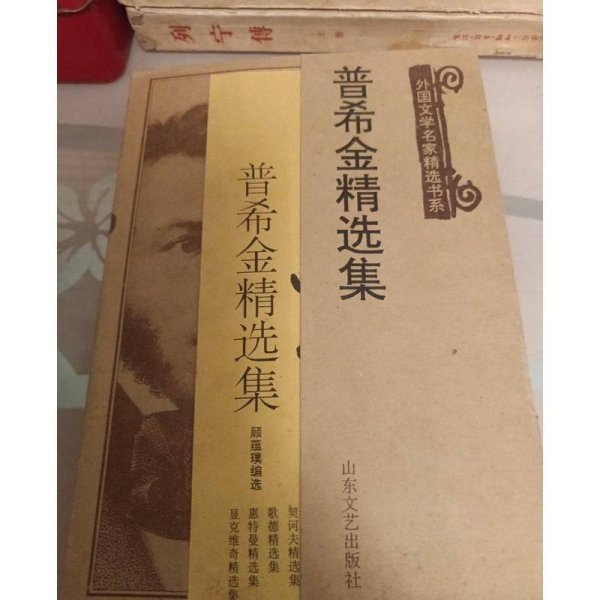 列宁傳
上册
外国文学名家精选书系
普希金精选集
山东文艺出版社
普希金精选集
顾蕴璞编选
契诃夫精选集
歌德精选集
惠特曼精选集
显克维奇精选集